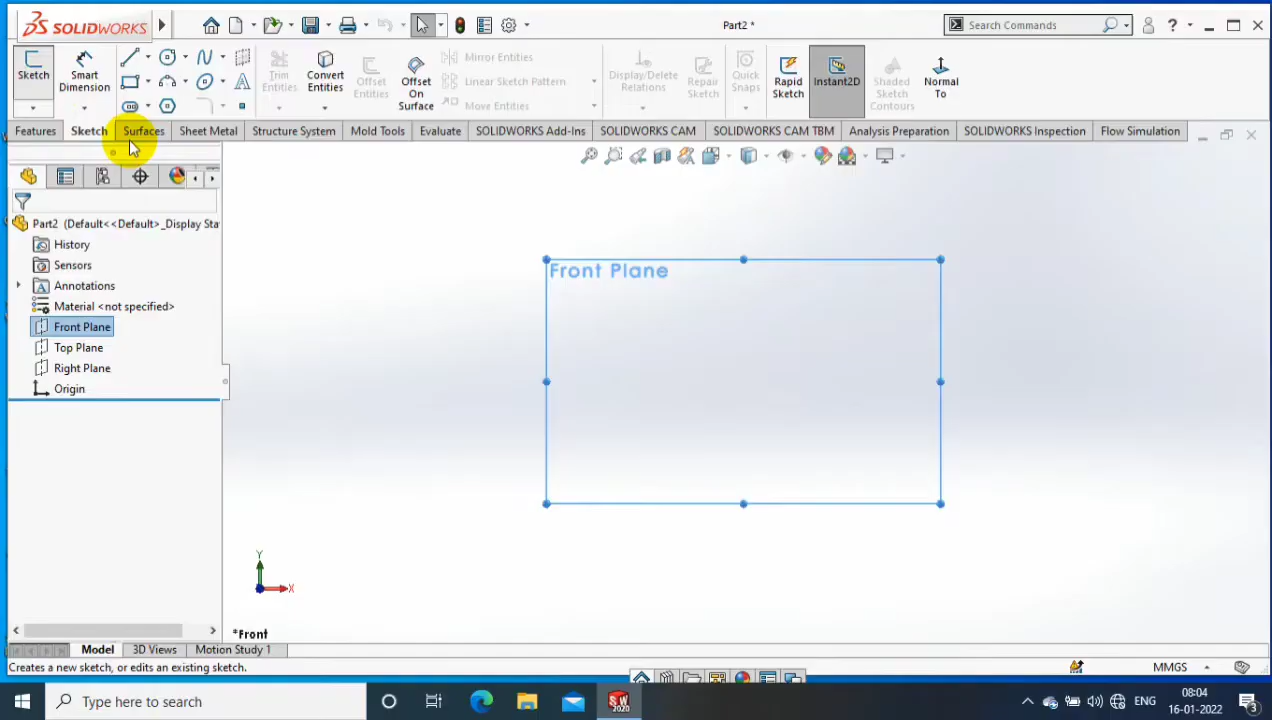 SOLIDWORKS
Part2 *
Search Commands
Sketch
Smart Dimension
Trim Entities
Convert Entities
Offset Entities
Offset On Surface
Mirror Entities
Linear Sketch Pattern
Move Entities
Display/Delete Relations
Repair Sketch
Quick Snaps
Rapid Sketch
Instant2D
Shaded Sketch Contours
Normal To
Features
Sketch
Surfaces
Sheet Metal
Structure System
Mold Tools
Evaluate
SOLIDWORKS Add-Ins
SOLIDWORKS CAM
SOLIDWORKS CAM TBM
Analysis Preparation
SOLIDWORKS Inspection
Flow Simulation
Part2 (Default<<Default>_Display Sta
History
Sensors
Annotations
Material <not specified>
Front Plane
Top Plane
Right Plane
Origin
Front Plane
Y
X
*Front
Model
3D Views
Motion Study 1
Creates a new sketch, or edits an existing sketch.
MMGS
Type here to search
SW
2020
ENG
08:04
16-01-2022
3